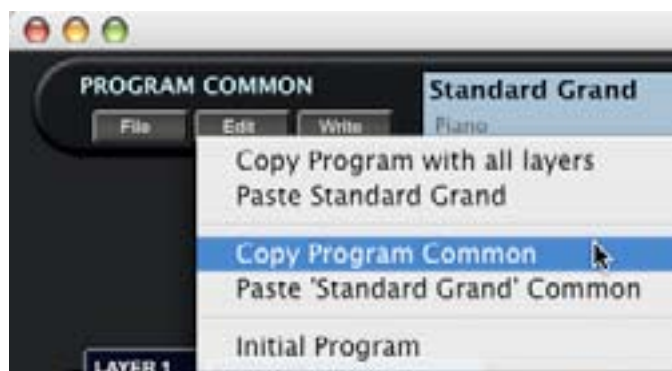 PROGRAM COMMON
Standard Grand
File Edit Write Piano
Copy Program with all layers
Paste Standard Grand
Copy Program Common
Paste 'Standard Grand' Common
Initial Program
LAYER 1